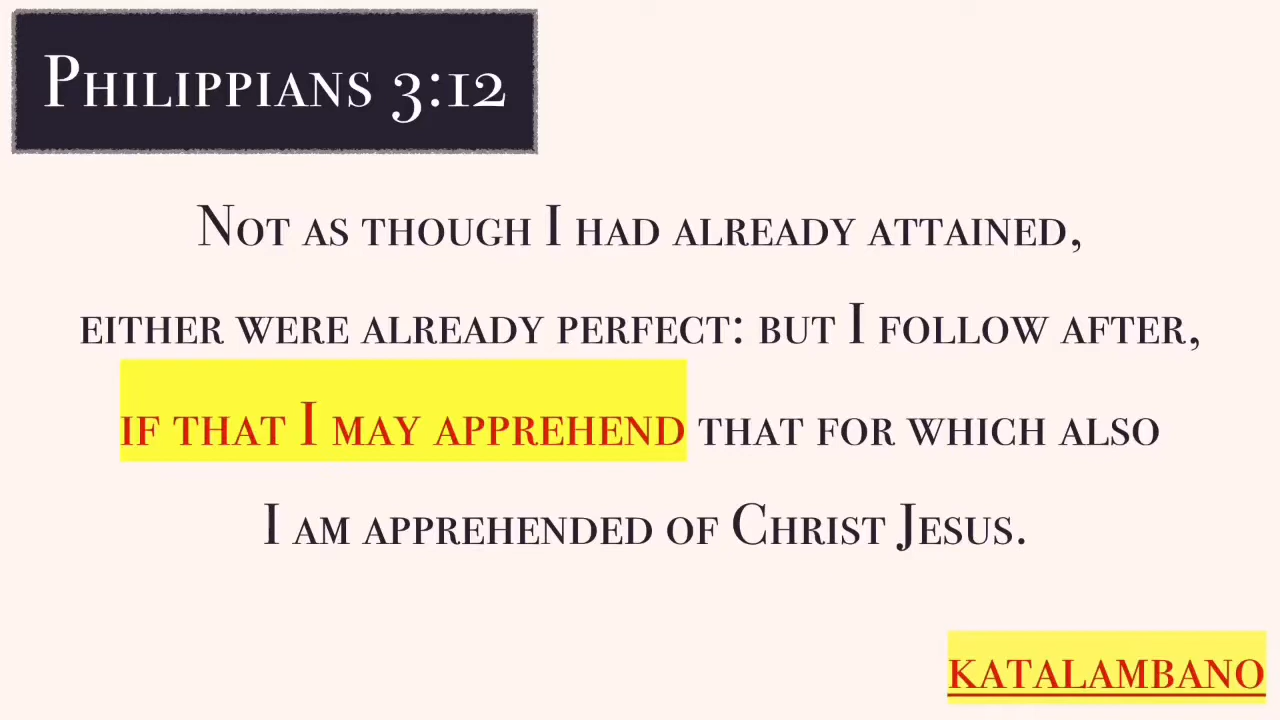 Philippians 3:12
Not as though I had already attained,
either were already perfect: but I follow after,
if that I may apprehend that for which also
I am apprehended of Christ Jesus.
katalambano